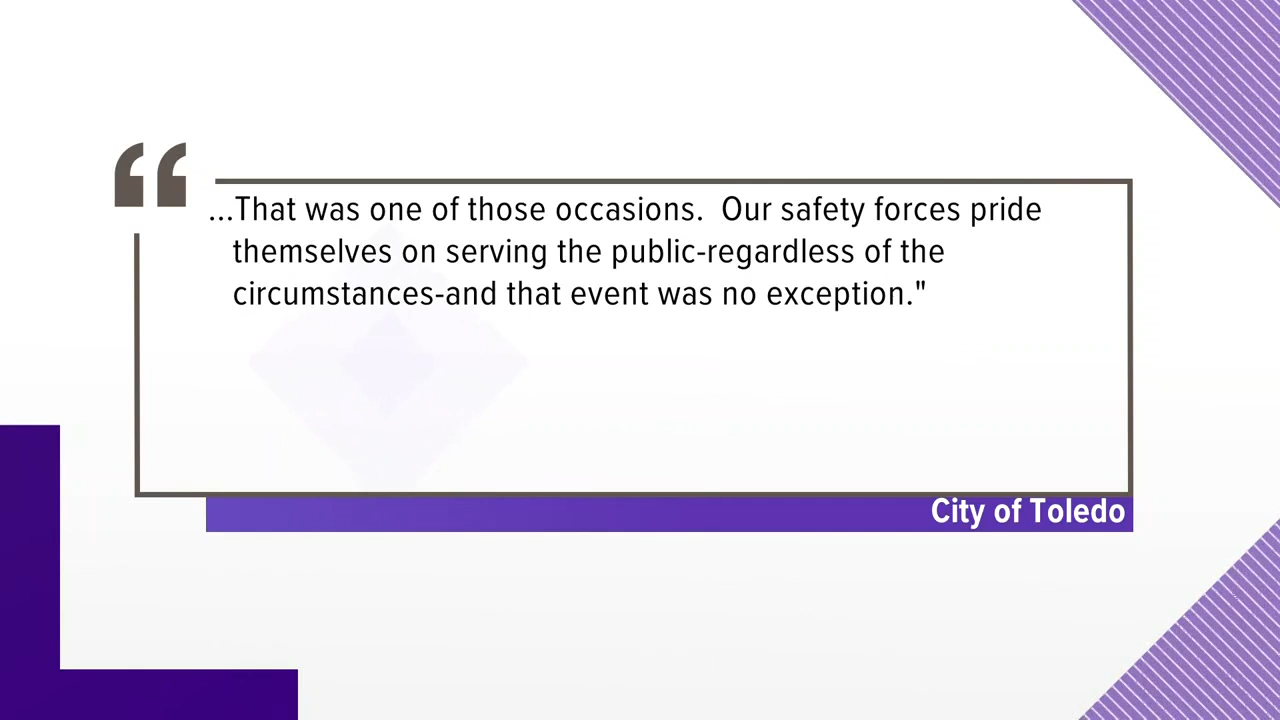 “
...That was one of those occasions.  Our safety forces pride
themselves on serving the public-regardless of the
circumstances-and that event was no exception."
City of Toledo